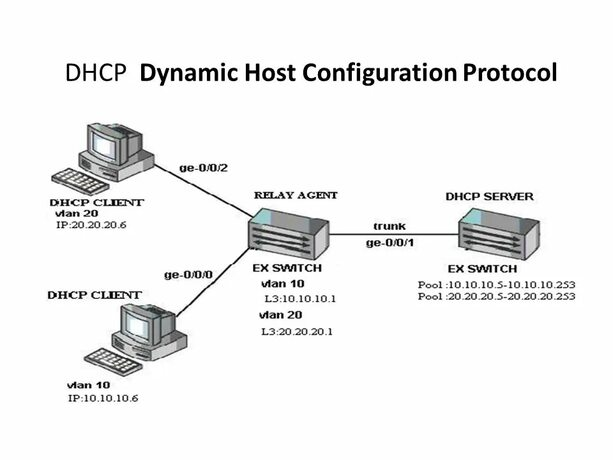 DHCP Dynamic Host Configuration Protocol
ge-0/0/2
DHCP CLIENT
vlan 20
IP:20.20.20.6
RELAY AGENT
DHCP SERVER
trunk
ge-0/0/1
ge-0/0/0
EX SWITCH
vlan 10
L3:10.10.10.1
vlan 20
L3:20.20.20.1
EX SWITCH
Pool :10.10.10.5-10.10.10.253
Pool :20.20.20.5-20.20.20.253
DHCP CLIENT
vlan 10
IP:10.10.10.6